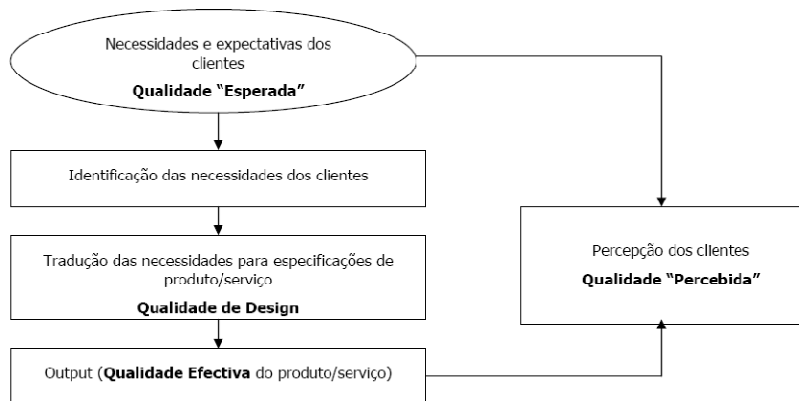 Necessidades e expectativas dos
clientes
Qualidade “Esperada”
Identificação das necessidades dos clientes
Tradução das necessidades para especificações de
produto/serviço
Qualidade de Design
Output (Qualidade Efectiva do produto/serviço)
Percepção dos clientes
Qualidade “Percebida”